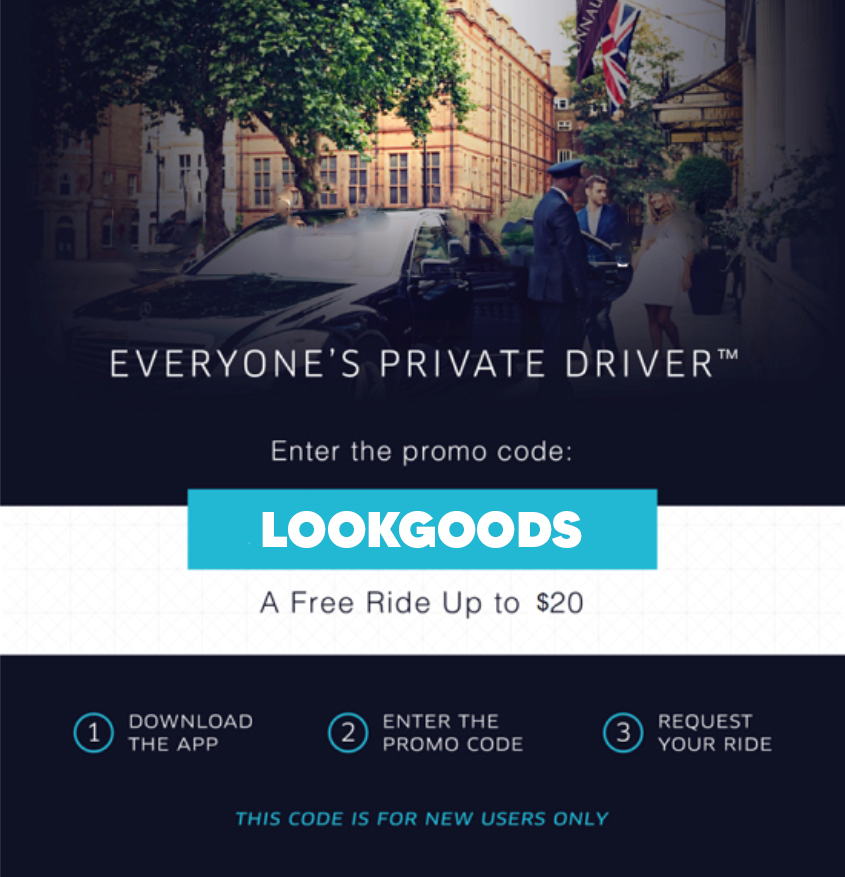 NNAU
EVERYONE'S PRIVATE DRIVER™
Enter the promo code:
LOOKGOODS
A Free Ride Up to $20
1 DOWNLOAD
THE APP
2 ENTER THE
PROMO CODE
3 REQUEST
YOUR RIDE
THIS CODE IS FOR NEW USERS ONLY